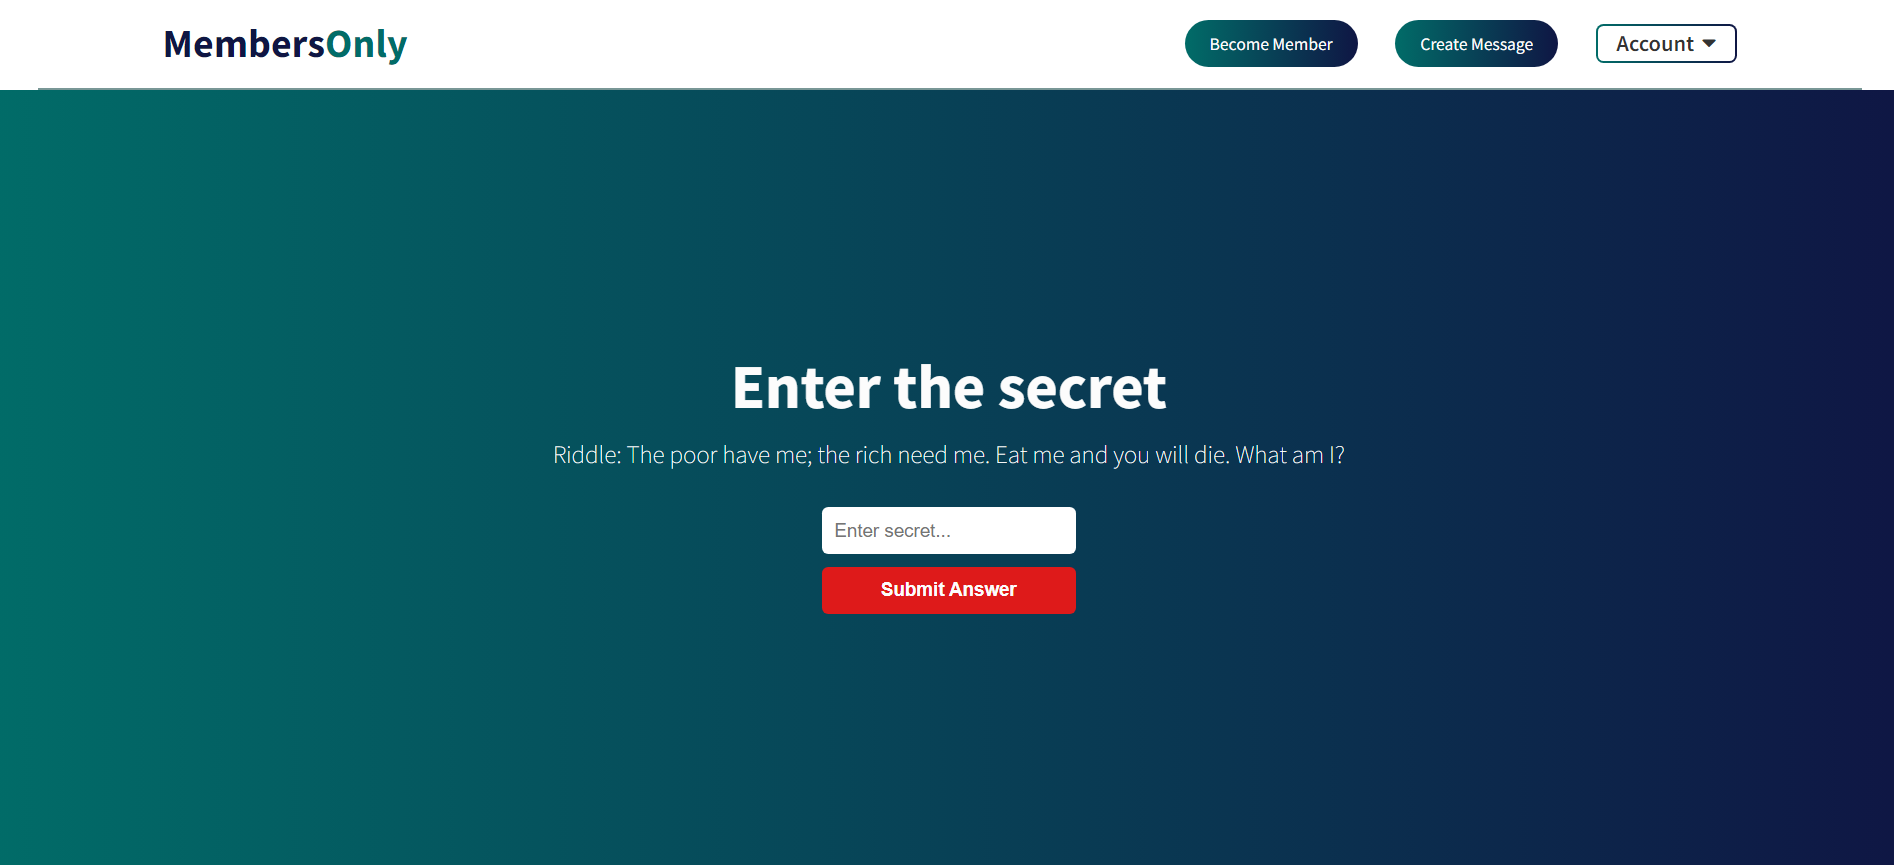 MembersOnly
Become Member
Create Message
Account
Enter the secret
Riddle: The poor have me; the rich need me. Eat me and you will die. What am I?
Enter secret...
Submit Answer